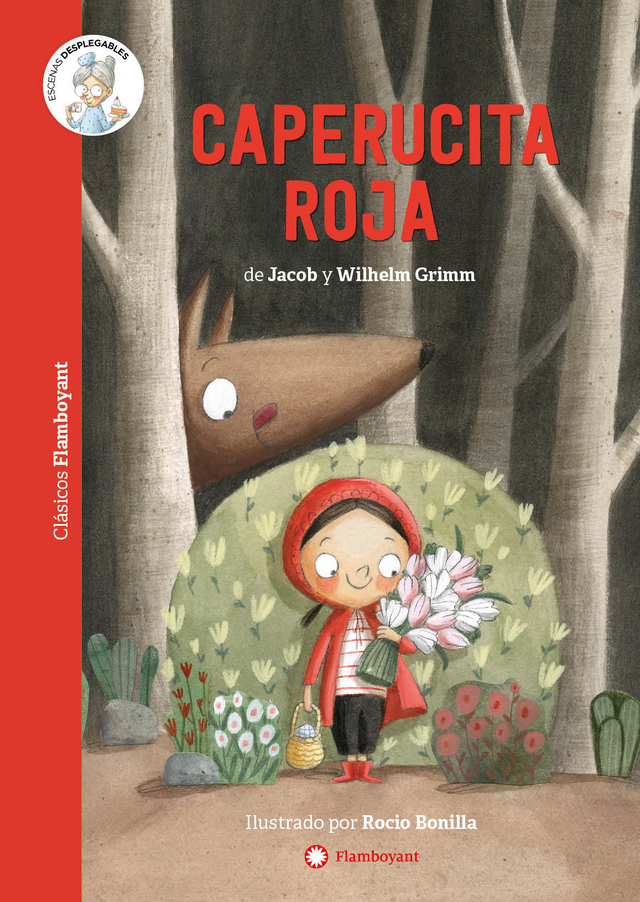 ESCENAS DESPLEGABLES
CAPERUCITA
ROJA
de Jacob y Wilhelm Grimm
Clásicos Flamboyant
Ilustrado por Rocio Bonilla
Flamboyant